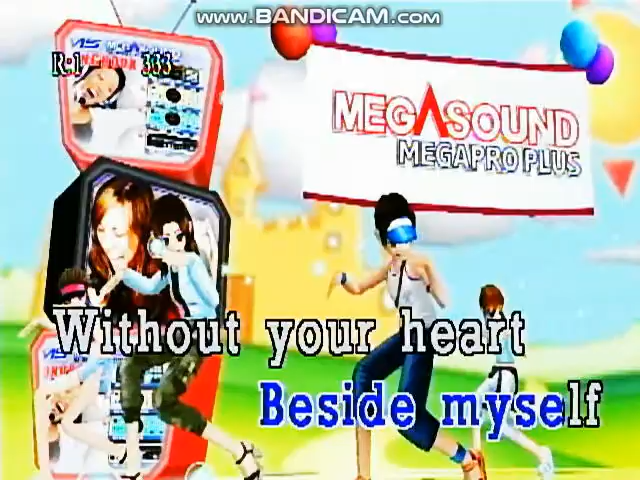 www.BANDICAM.com
R:1 333
MEGASOUND
MEGAPRO PLUS
Without your heart
Beside myself